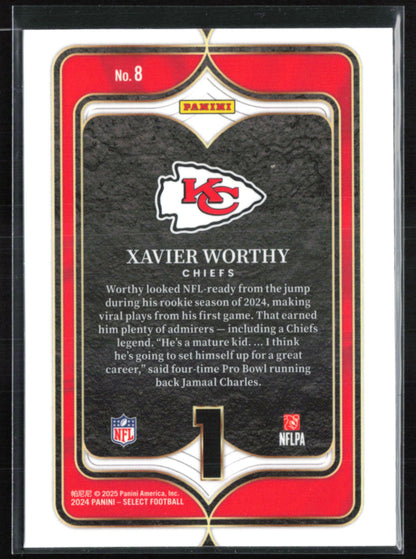 No. 8
PANINI
KC
XAVIER WORTHY
CHIEFS
Worthy looked NFL-ready from the jump
during his rookie season of 2024, making
viral plays from his first game. That earned
him plenty of admirers — including a Chiefs
legend. “He’s a mature kid. ... I think
he’s going to set himself up for a great
career,” said four-time Pro Bowl running
back Jamaal Charles.
NFL
1
NFLPA
帕尼尼 © 2025 Panini America, Inc.
2024 PANINI – SELECT FOOTBALL